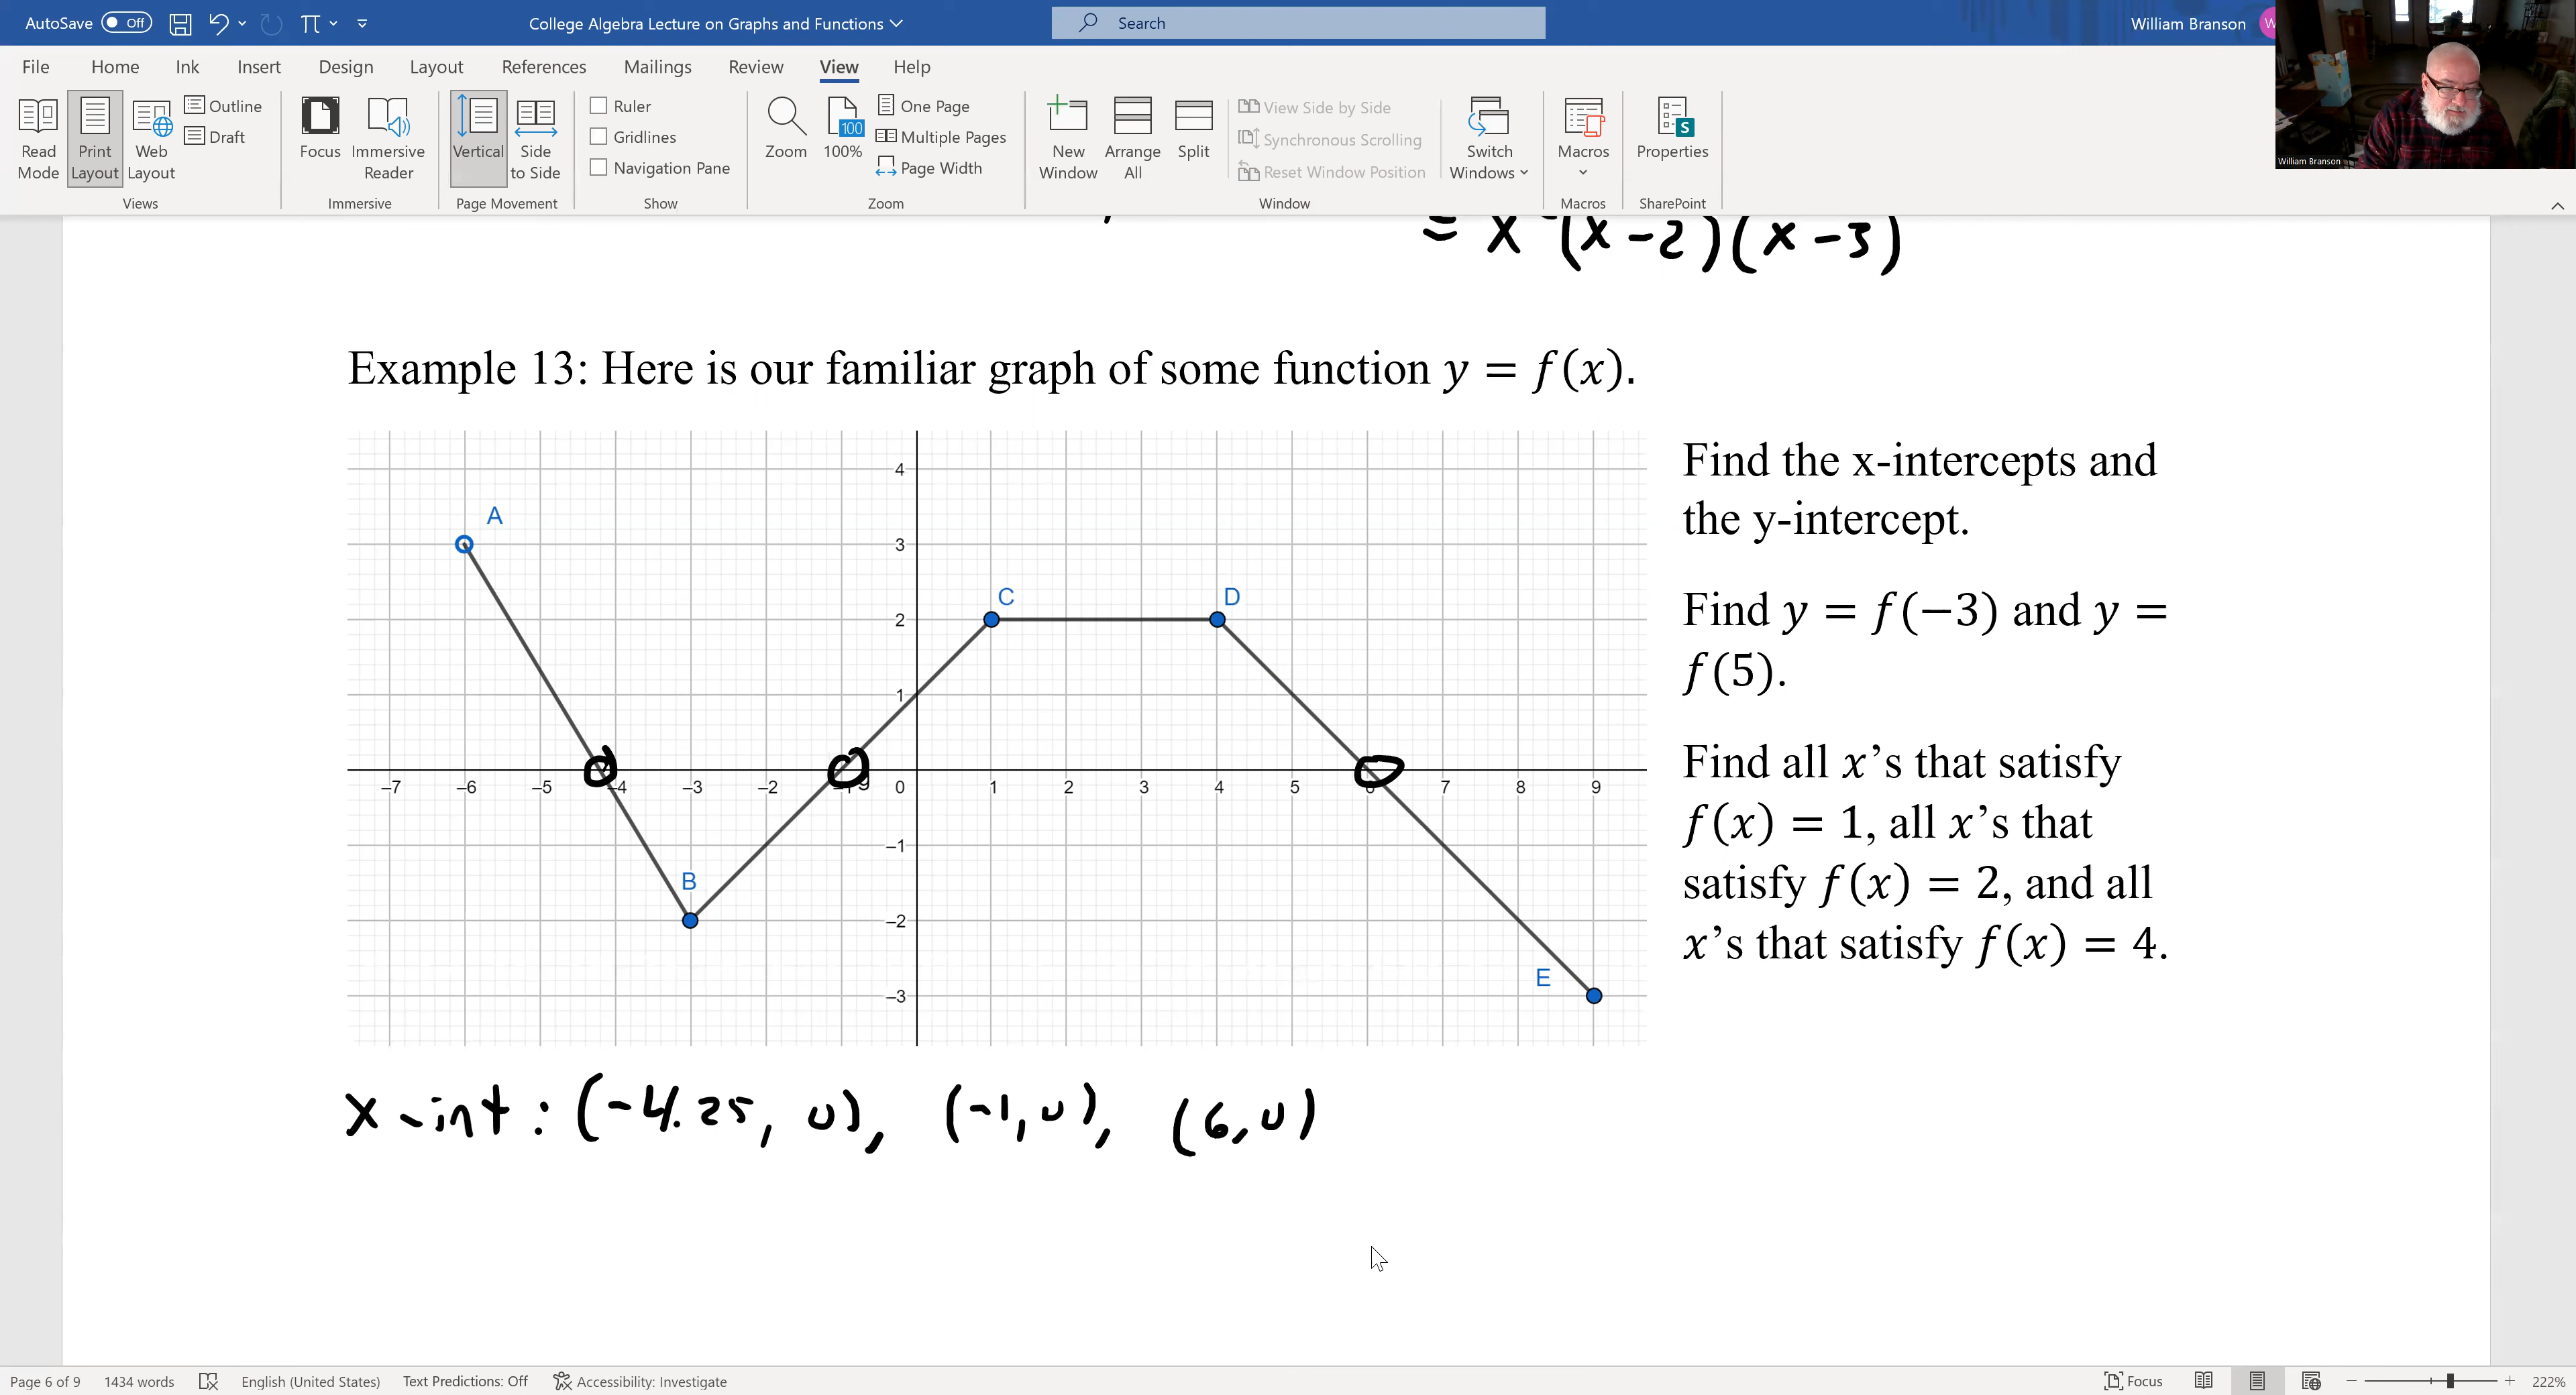 AutoSave Off College Algebra Lecture on Graphs and Functions Search William Branson
File Home Ink Insert Design Layout References Mailings Review View Help
Read Mode
Print Layout
Web Layout
Outline
Draft
Views
Focus
Immersive Reader
Immersive
Vertical
Side to Side
Page Movement
Ruler
Gridlines
Navigation Pane
Show
Zoom
100
100%
One Page
Multiple Pages
Page Width
Zoom
New Window
Arrange All
Split
View Side by Side
Synchronous Scrolling
Reset Window Position
Switch Windows
Window
Macros
Macros
S
Properties
SharePoint
William Branson
(x-2)(x-3)
Example 13: Here is our familiar graph of some function y = f(x).
4
A
3
C
D
2
1
−7 −6 −5 −4 −3 −2 −1 0 1 2 3 4 5 6 7 8 9
−1
B
−2
E
−3
Find the x-intercepts and
the y-intercept.
Find y = f(−3) and y =
f(5).
Find all x’s that satisfy
f(x) = 1, all x’s that
satisfy f(x) = 2, and all
x’s that satisfy f(x) = 4.
x-int: (-4.25, 0), (-1, 0), (6, 0)
Page 6 of 9 1434 words English (United States) Text Predictions: Off Accessibility: Investigate Focus 222%